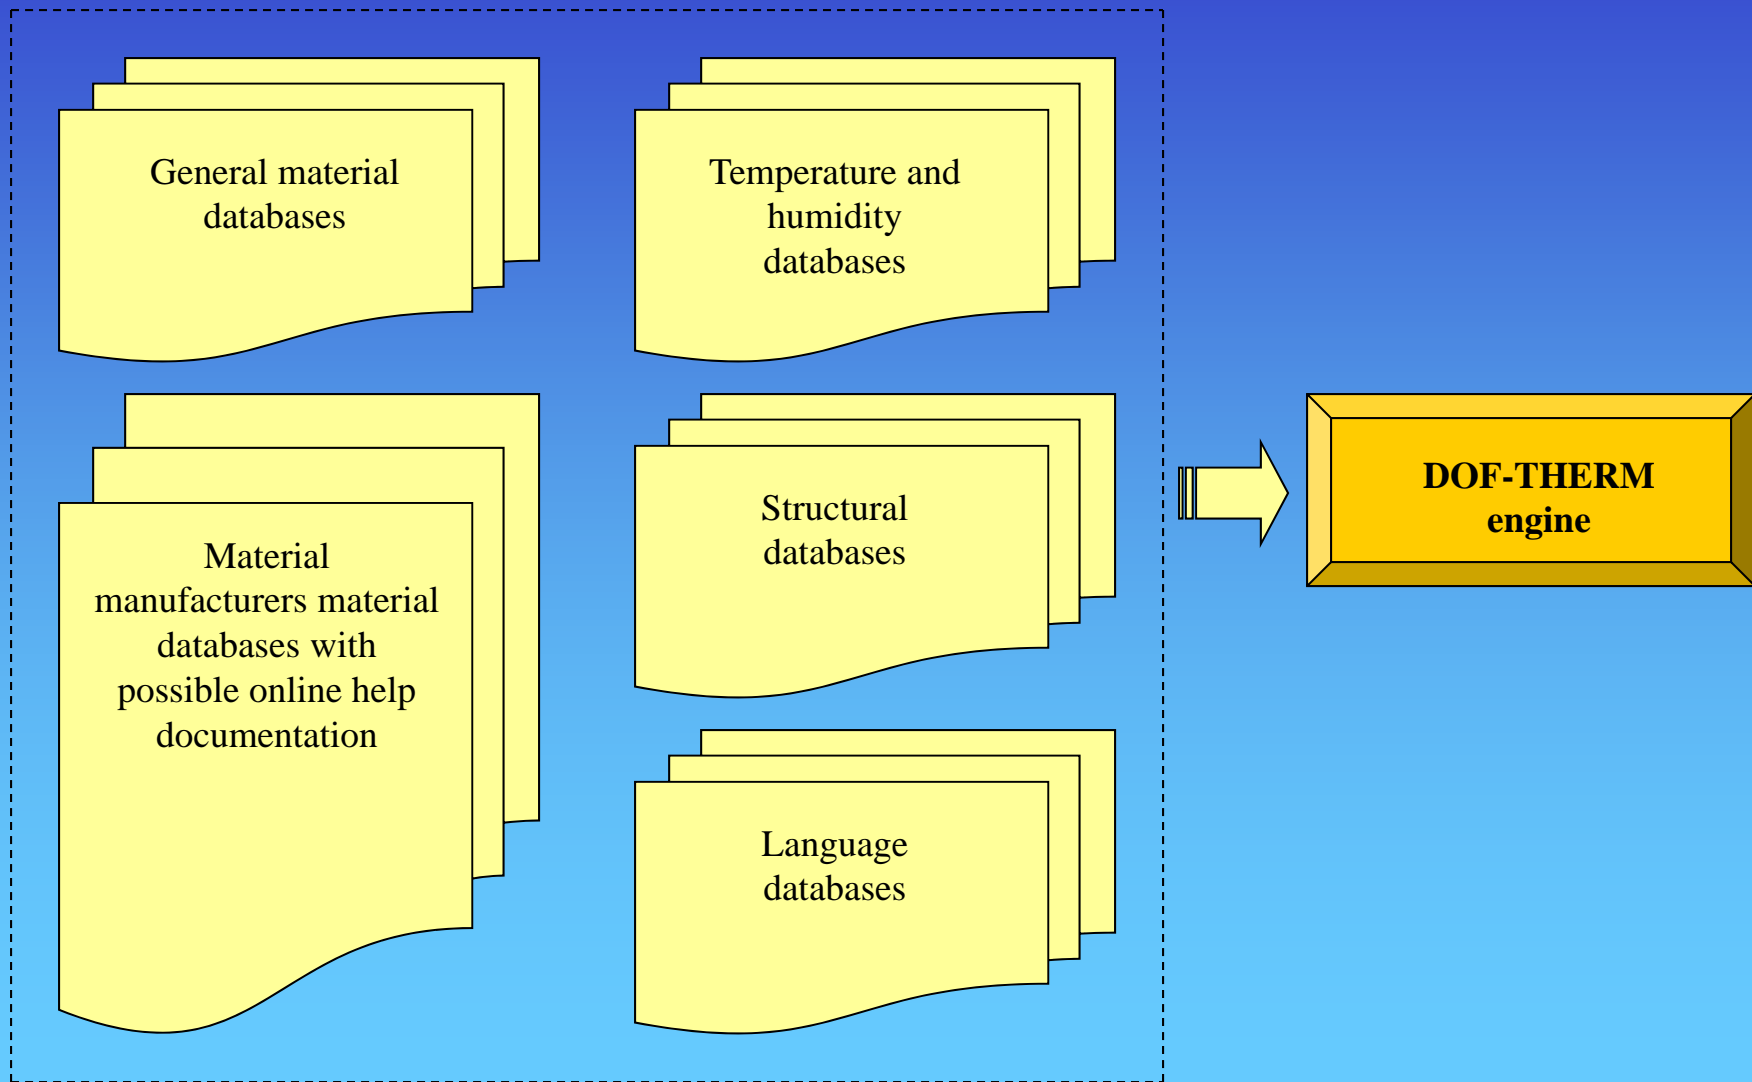 General material
databases
Temperature and
humidity
databases
Material
manufacturers material
databases with
possible online help
documentation
Structural
databases
Language
databases
DOF-THERM
engine